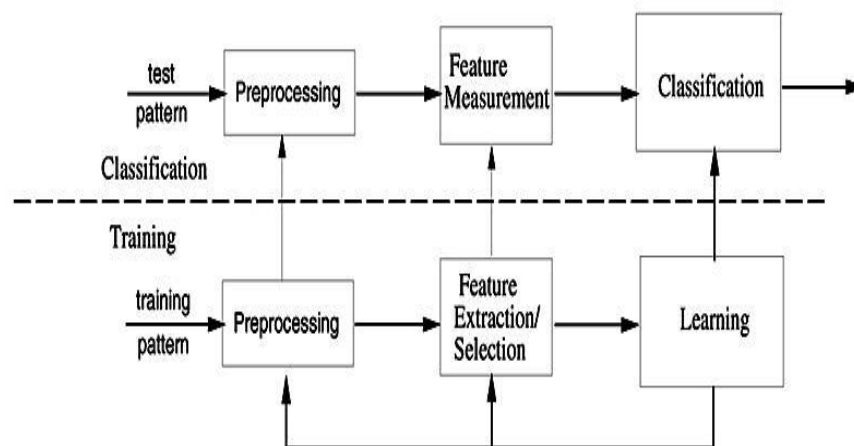 test
pattern
Preprocessing
Feature
Measurement
Classification
Classification
Training
training
pattern
Preprocessing
Feature
Extraction/
Selection
Learning